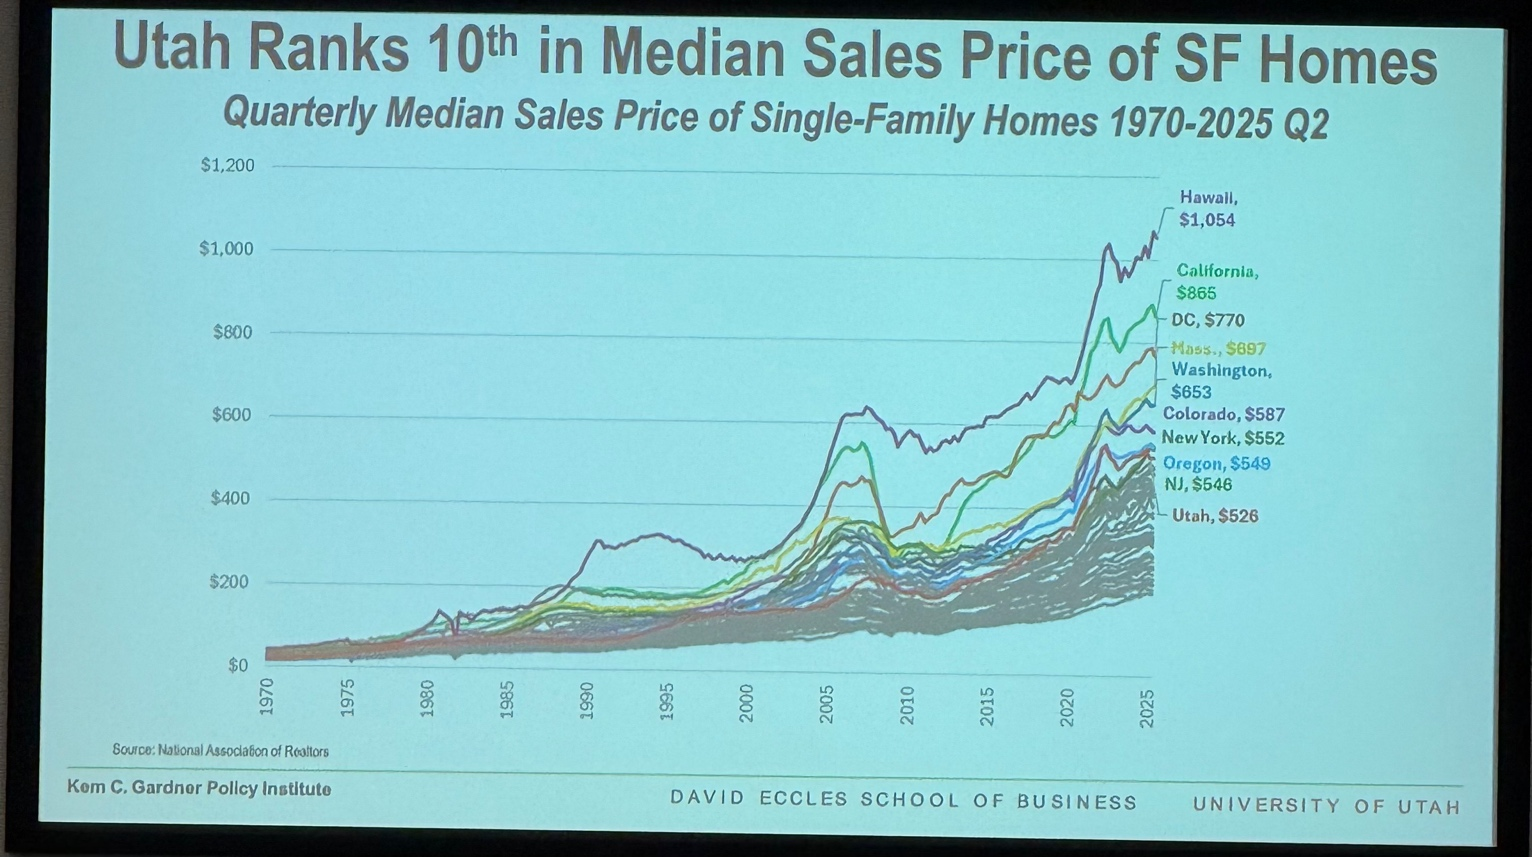 Utah Ranks 10th in Median Sales Price of SF Homes
Quarterly Median Sales Price of Single-Family Homes 1970-2025 Q2
$1,200
$1,000
$800
$600
$400
$200
$0
Hawaii,
$1,054
California,
$865
DC, $770
Mass., $697
Washington,
$653
Colorado, $587
New York, $552
Oregon, $549
NJ, $546
Utah, $526
1970
1975
1980
1985
1990
1995
2000
2005
2010
2015
2020
2025
Source: National Association of Realtors
Kem C. Gardner Policy Institute
DAVID ECCLES SCHOOL OF BUSINESS
UNIVERSITY OF UTAH